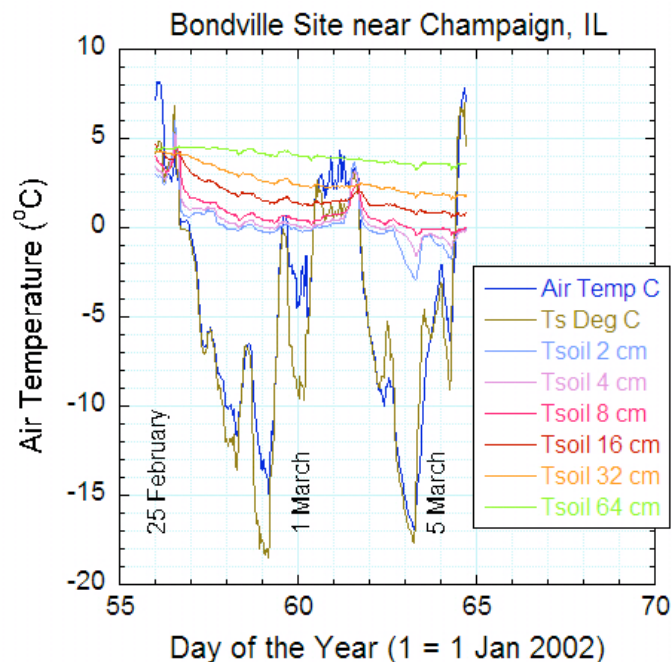 Bondville Site near Champaign, IL
Air Temperature (°C)
10
5
0
-5
-10
-15
-20
25 February
1 March
5 March
Air Temp C
Ts Deg C
Tsoil 2 cm
Tsoil 4 cm
Tsoil 8 cm
Tsoil 16 cm
Tsoil 32 cm
Tsoil 64 cm
55 60 65 70
Day of the Year (1 = 1 Jan 2002)